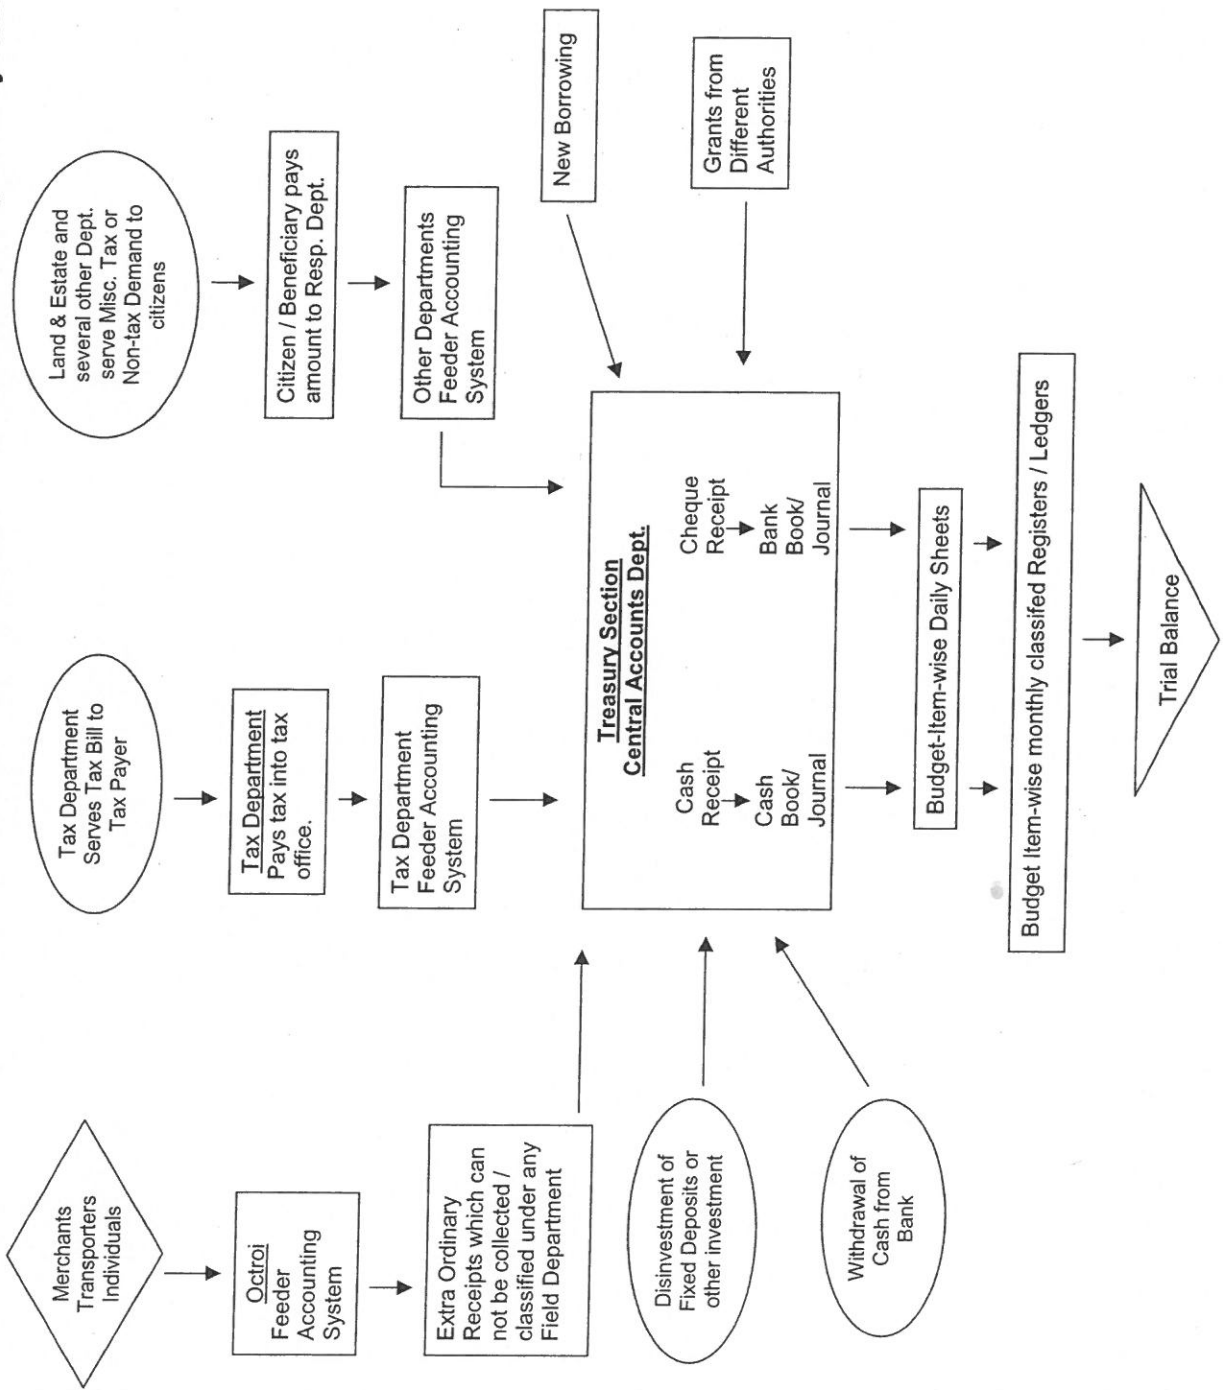 Merchants
Transporters
Individuals
Octroi
Feeder
Accounting
System
Extra Ordinary
Receipts which can
not be collected /
classified under any
Field Department
Disinvestment of
Fixed Deposits or
other investment
Withdrawal of
Cash from
Bank
Tax Department
Serves Tax Bill to
Tax Payer
Tax Department
Pays tax into tax
office.
Tax Department
Feeder Accounting
System
Land & Estate and
several other Dept.
serve Misc. Tax or
Non-tax Demand to
citizens
Citizen / Beneficiary pays
amount to Resp. Dept.
Other Departments
Feeder Accounting
System
New Borrowing
Grants from
Different
Authorities
Treasury Section
Central Accounts Dept.
Cash
Receipt
Cash
Book/
Journal
Cheque
Receipt
Bank
Book/
Journal
Budget-Item-wise Daily Sheets
Budget Item-wise monthly classifed Registers / Ledgers
Trial Balance